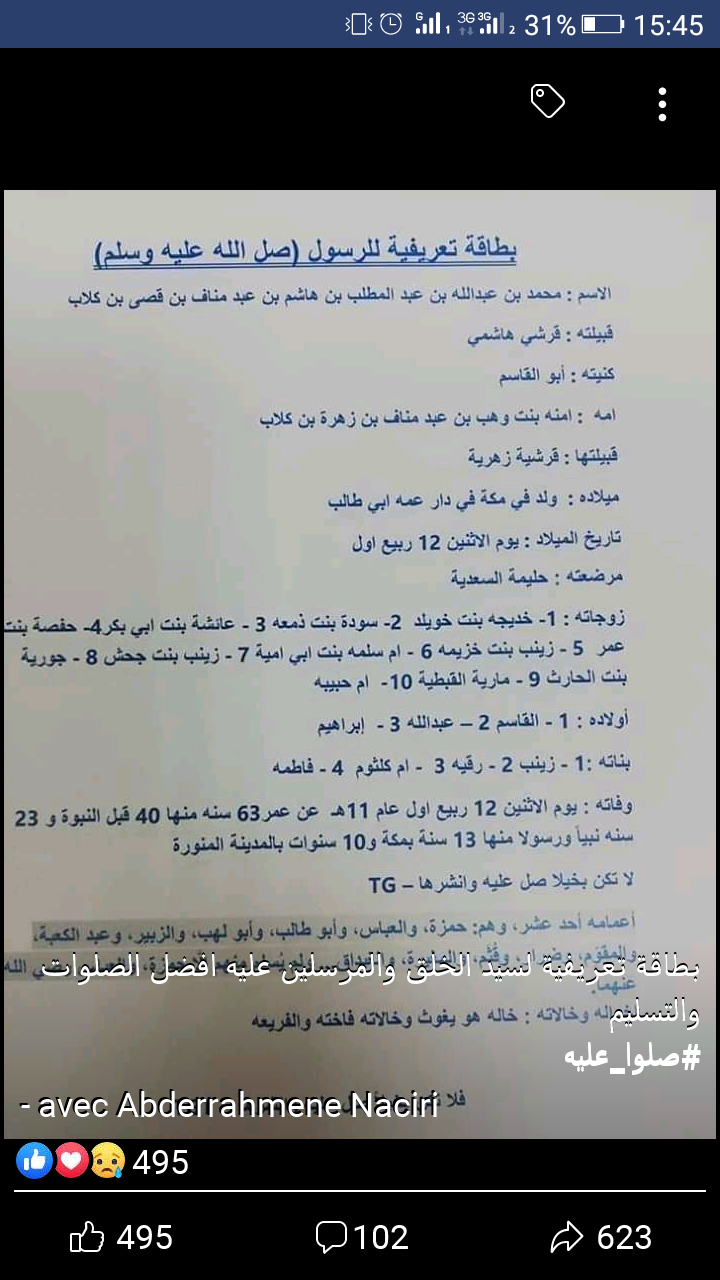 31% 15:45
بطاقة تعريفية للرسول (صل الله عليه وسلم)
الاسم : محمد بن عبدالله بن عبد المطلب بن هاشم بن عبد مناف بن قصى بن كلاب
قبيلته : قرشي هاشمي
كنيته : أبو القاسم
امه : امنه بنت وهب بن عبد مناف بن زهرة بن كلاب
قبيلتها : قرشية زهرية
ميلاده : ولد في مكة في دار عمه ابي طالب
تاريخ الميلاد : يوم الاثنين 12 ربيع اول
مرضعته : حليمة السعدية
زوجاته : 1- خديجه بنت خويلد 2- سودة بنت ذمعه 3 - عائشة بنت ابي بكر4- حفصة بنت
عمر 5 - زينب بنت خزيمه 6 - ام سلمه بنت ابي امية 7 - زينب بنت جحش 8 - جورية
بنت الحارث 9 - مارية القبطية 10- ام حبيبه
أولاده : 1 - القاسم 2 – عبدالله 3 - إبراهيم
بناته :1 - زينب 2 - رقيه 3 - ام كلثوم 4 - فاطمه
وفاته : يوم الاثنين 12 ربيع اول عام 11هـ عن عمر63 سنه منها 40 قبل النبوة و 23
سنه نبياً ورسولا منها 13 سنة بمكة و10 سنوات بالمدينة المنورة
لا تكن بخيلا صل عليه وانشرها – TG
أعمامه أحد عشر، وهم: حمزة، والعباس، وأبو طالب، وأبو لهب، والزبير، وعبد الكعبة،
والمقوّم، وضرار، وقُثَم،
الله
عنهما.
وخالاته : خاله هو يغوث وخالاته فاخته والفريعه
فلا
بطاقة تعريفية لسيد الخلق والمرسلين عليه افضل الصلوات
والتسليم
#صلوا_عليه
- avec Abderrahmene Naciri
495
495 102 623